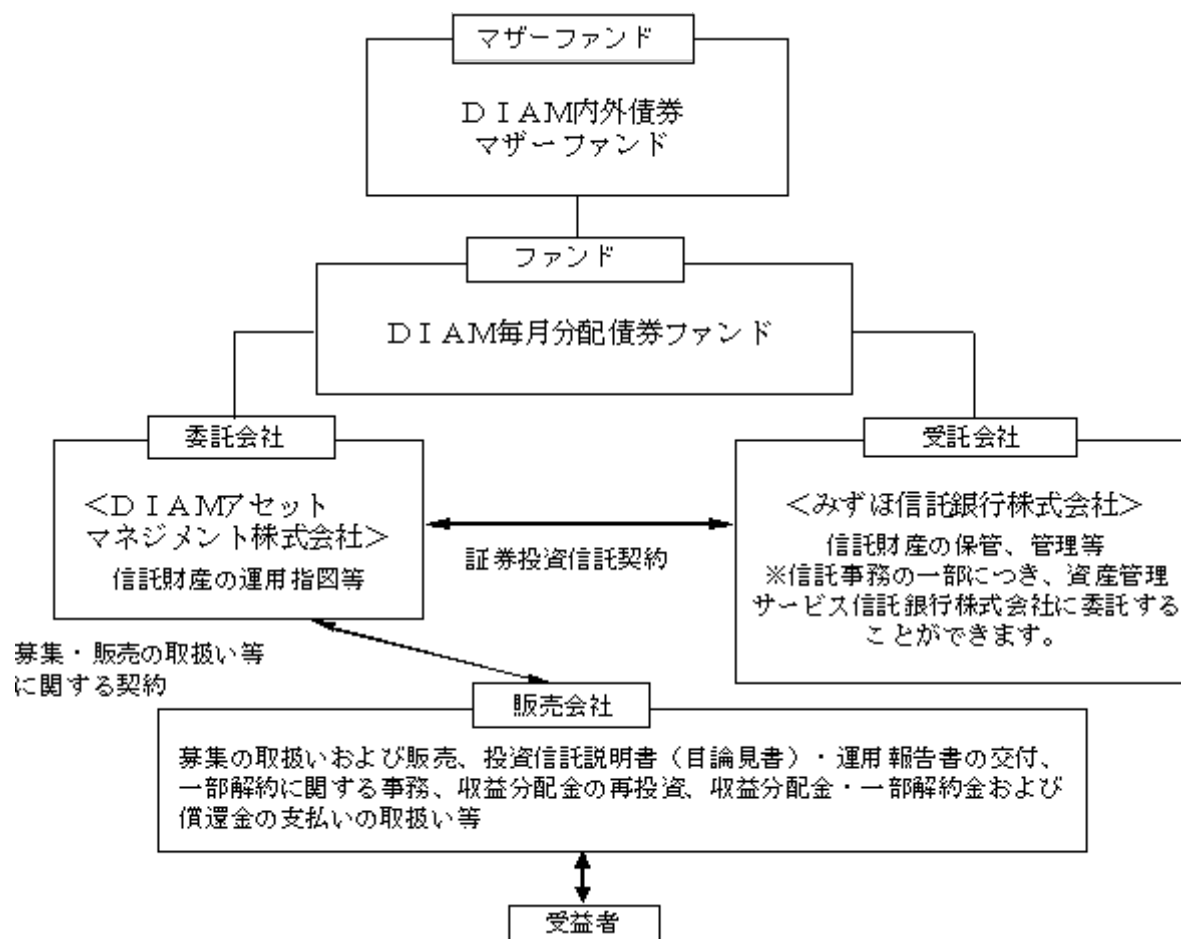 マザーファンド
ＤＩＡＭ内外債券
マザーファンド
ファンド
ＤＩＡＭ毎月分配債券ファンド
委託会社
＜ＤＩＡＭアセット
マネジメント株式会社＞
信託財産の運用指図等
証券投資信託契約
受託会社
＜みずほ信託銀行株式会社＞
信託財産の保管、管理等
※信託事務の一部につき、資産管理
サービス信託銀行株式会社に委託する
ことができます。
募集・販売の取扱い等
に関する契約
販売会社
募集の取扱いおよび販売、投資信託説明書（目論見書）・運用報告書の交付、
一部解約に関する事務、収益分配金の再投資、収益分配金・一部解約金および
償還金の支払いの取扱い等
受益者